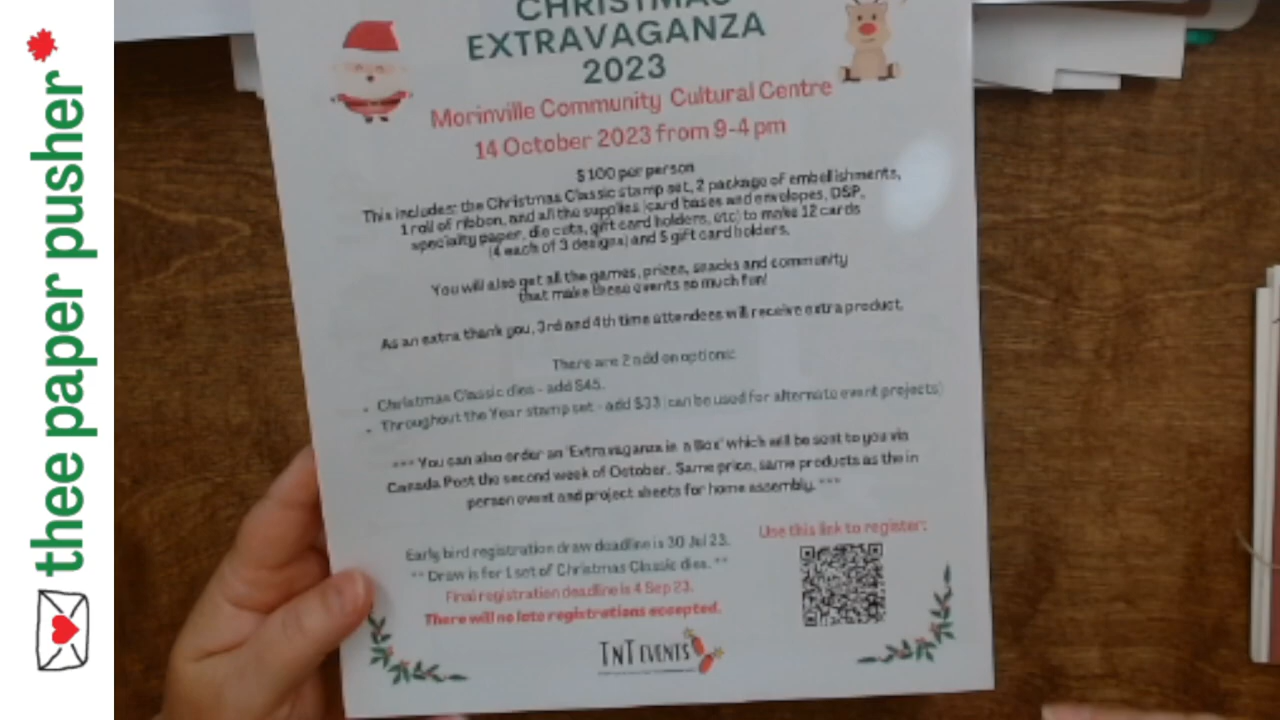 thee paper pusher
CHRISTMAS
EXTRAVAGANZA
2023
Morinville Community Cultural Centre
14 October 2023 from 9-4 pm
$100 per person
This includes: the Christmas Classic stamp set, 2 package of embellishments,
1 roll of ribbon, and all the supplies (card bases and envelopes, DSP,
specialty paper, die cuts, gift card holders, etc) to make 12 cards
(4 each of 3 designs) and 5 gift card holders.
You will also get all the games, prizes, snacks and community
that make these events so much fun!
As an extra thank you, 3rd and 4th time attendees will receive extra product.
There are 2 add on options:
• Christmas Classic dies - add $45.
• Throughout the Year stamp set - add $33 (can be used for alternate event projects)
*** You can also order an 'Extravaganza in a Box' which will be sent to you via
Canada Post the second week of October. Same price, same products as the in
person event and project sheets for home assembly. ***
Early bird registration draw deadline is 30 Jul 23.
** Draw is for 1 set of Christmas Classic dies. **
Final registration deadline is 4 Sep 23.
There will no late registrations accepted.
Use this link to register:
TNT EVENTS